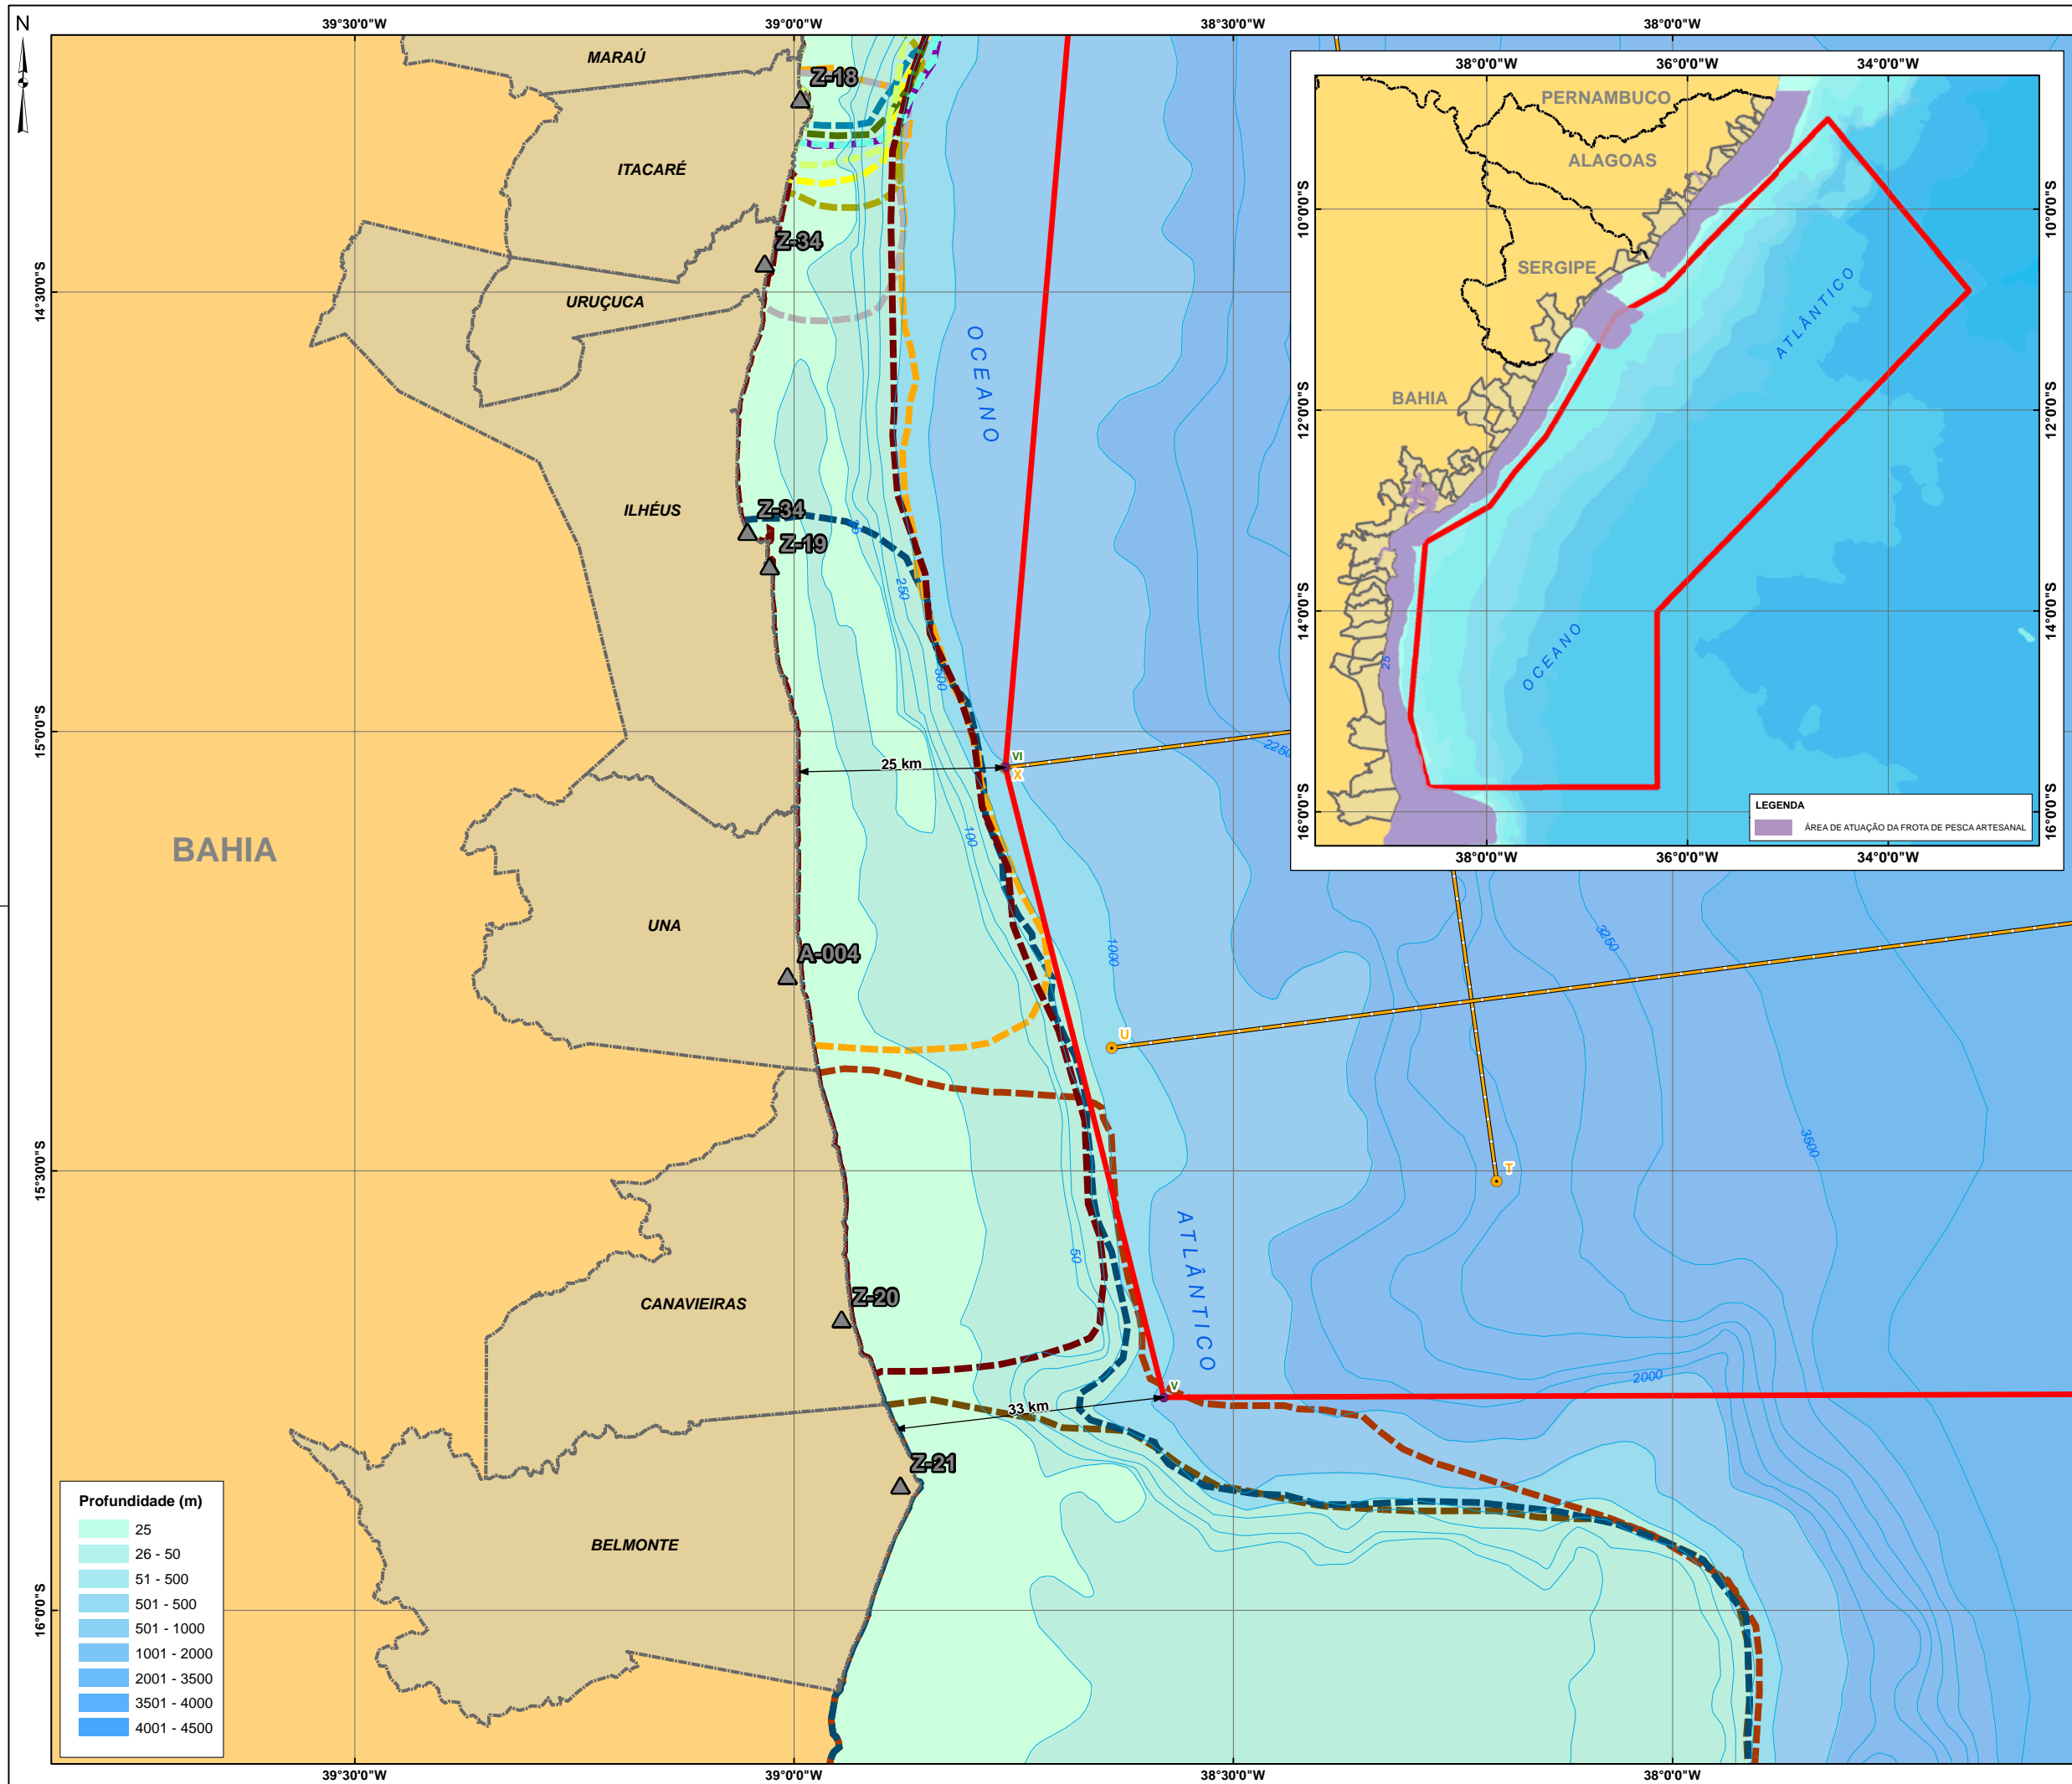 N
39°30'0"W
39°0'0"W
38°30'0"W
38°0'0"W
14°30'0"S
15°0'0"S
15°30'0"S
16°0'0"S
MARAÚ
Z-18
ITACARÉ
Z-34
URUÇUCA
ILHÉUS
Z-34
Z-19
BAHIA
UNA
A-004
CANAVIEIRAS
Z-20
Z-21
BELMONTE
OCEANO
ATLÂNTICO
25 km
33 km
VI
X
U
T
V
250
500
100
50
1000
2250
3250
3500
2000
38°0'0"W
36°0'0"W
34°0'0"W
PERNAMBUCO
ALAGOAS
SERGIPE
BAHIA
OCEANO
ATLÂNTICO
25
10°0'0"S
12°0'0"S
14°0'0"S
16°0'0"S
10°0'0"S
12°0'0"S
14°0'0"S
16°0'0"S
LEGENDA
ÁREA DE ATUAÇÃO DA FROTA DE PESCA ARTESANAL
38°0'0"W
36°0'0"W
34°0'0"W
Profundidade (m)
25
26 - 50
51 - 500
501 - 500
501 - 1000
1001 - 2000
2001 - 3500
3501 - 4000
4001 - 4500
39°30'0"W
39°0'0"W
38°30'0"W
38°0'0"W